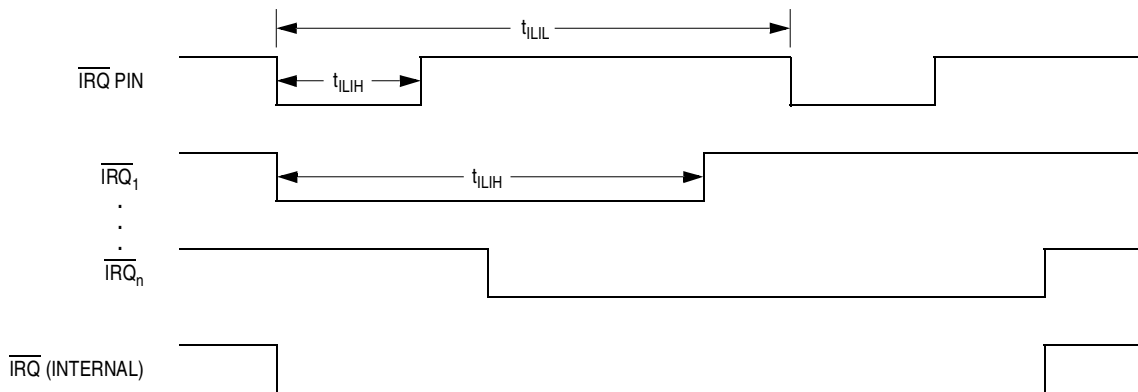 tILIL
IRQ PIN
tILIH
IRQ1
tILIH
.
.
.
IRQn
IRQ (INTERNAL)